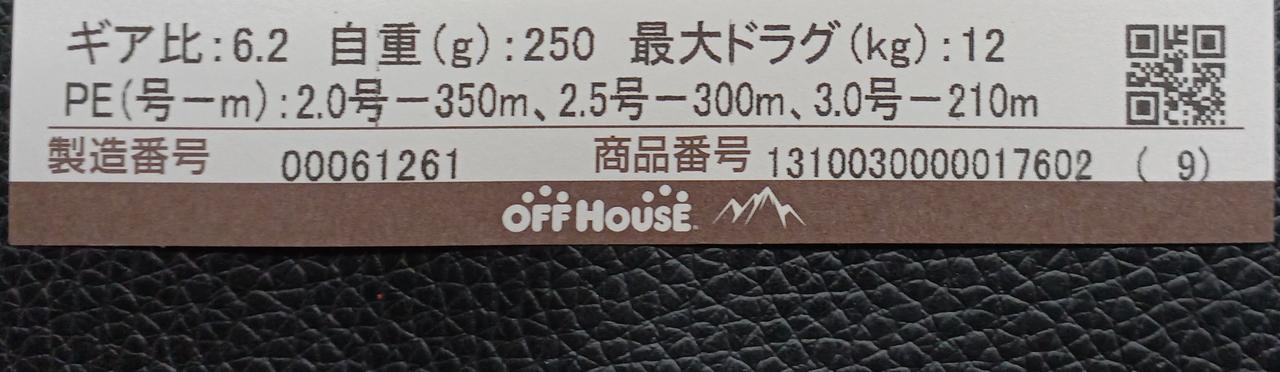 ギア比:6.2 自重(g):250 最大ドラグ(kg):12
PE(号ー m):2.0号ー350m、2.5号ー300m、3.0号ー210m
製造番号 00061261 商品番号 1310030000017602 ( 9)
OFF HOUSE